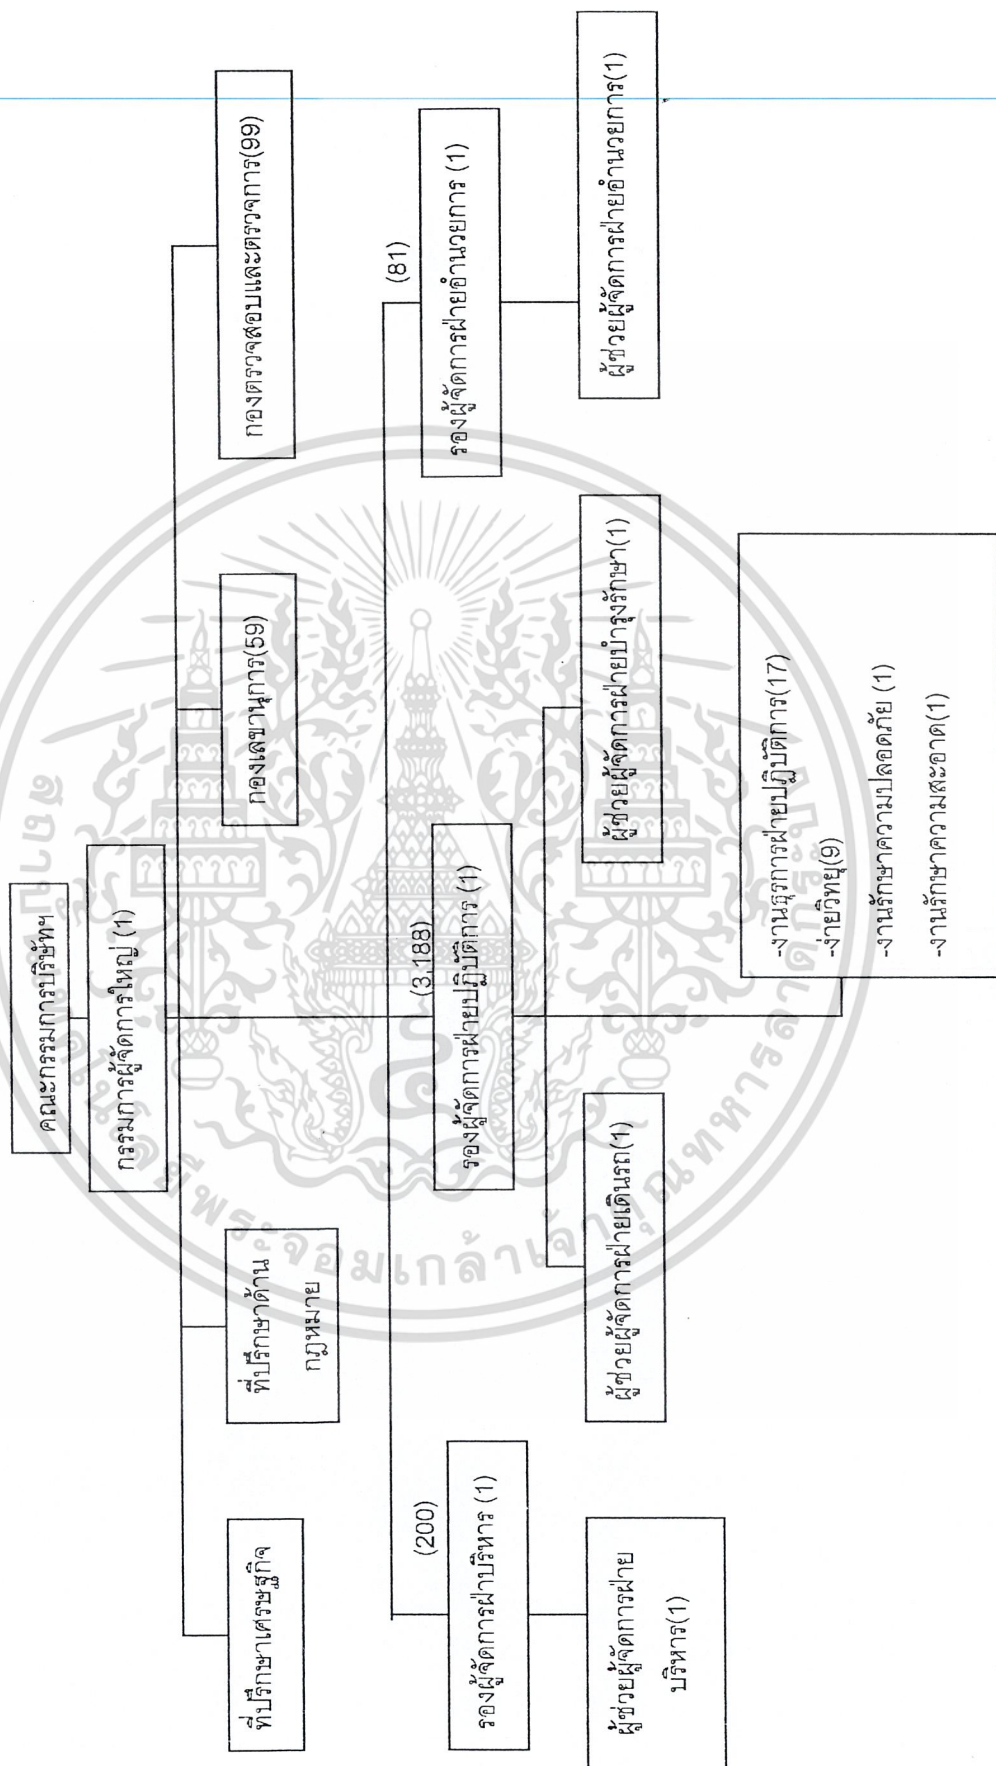 คณะกรรมการบริษัทฯ
กรรมการผู้จัดการใหญ่ (1)
ที่ปรึกษาเศรษฐกิจ
ที่ปรึกษาด้าน
กฎหมาย
กองเลขานุการ(59)
กองตรวจสอบและตรวจการ(99)
(200)
รองผู้จัดการฝ่าบริหาร (1)
(3,188)
รองผู้จัดการฝ่ายปฏิบัติการ (1)
(81)
รองผู้จัดการฝ่ายอำนวยการ (1)
ผู้ช่วยผู้จัดการฝ่าย
บริหาร(1)
ผู้ช่วยผู้จัดการฝ่ายเดินรถ(1)
ผู้ช่วยผู้จัดการฝ่ายบำรุงรักษา(1)
ผู้ช่วยผู้จัดการฝ่ายอำนวยการ(1)
-งานธุรการฝ่ายปฏิบัติการ(17)
-ง่ายวิทยุ(9)
-งานรักษาความปลอดภัย (1)
-งานรักษาความสะอาด(1)